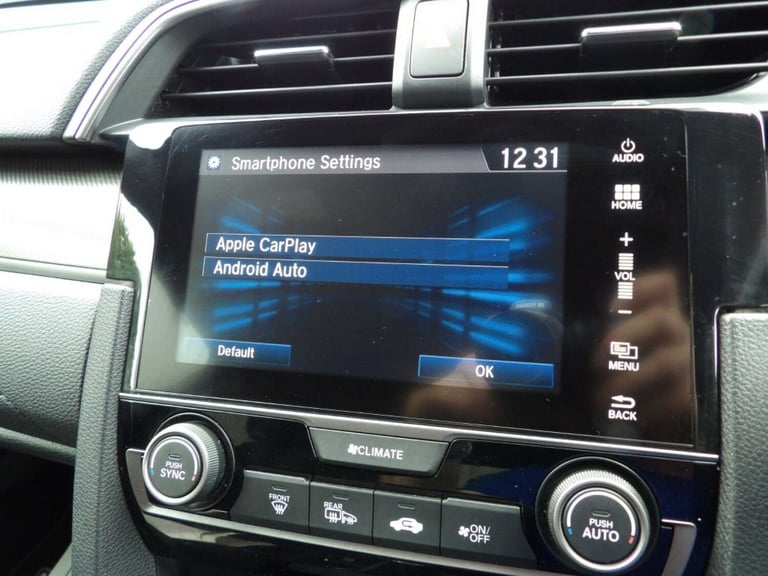 Smartphone Settings
12 31
Apple CarPlay
Android Auto
Default
OK
AUDIO
HOME
+
VOL
−
MENU
BACK
CLIMATE
PUSH
SYNC
FRONT
REAR
ON/
OFF
PUSH
AUTO